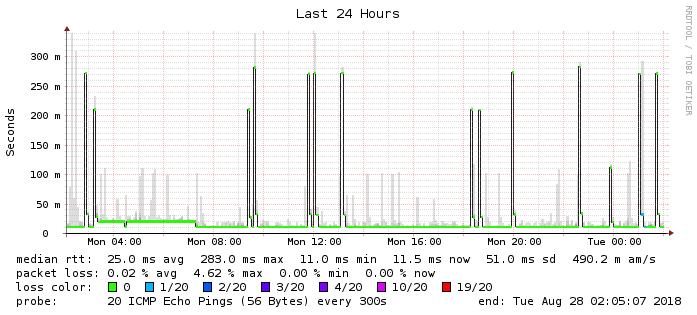 Last 24 Hours
RRDTOOL / TOBI OETIKER
Seconds
300 m
250 m
200 m
150 m
100 m
50 m
0
Mon 04:00 Mon 08:00 Mon 12:00 Mon 16:00 Mon 20:00 Tue 00:00
median rtt: 25.0 ms avg 283.0 ms max 11.0 ms min 11.5 ms now 51.0 ms sd 490.2 m am/s
packet loss: 0.02 % avg 4.62 % max 0.00 % min 0.00 % now
loss color: 0 1/20 2/20 3/20 4/20 10/20 19/20
probe: 20 ICMP Echo Pings (56 Bytes) every 300s end: Tue Aug 28 02:05:07 2018